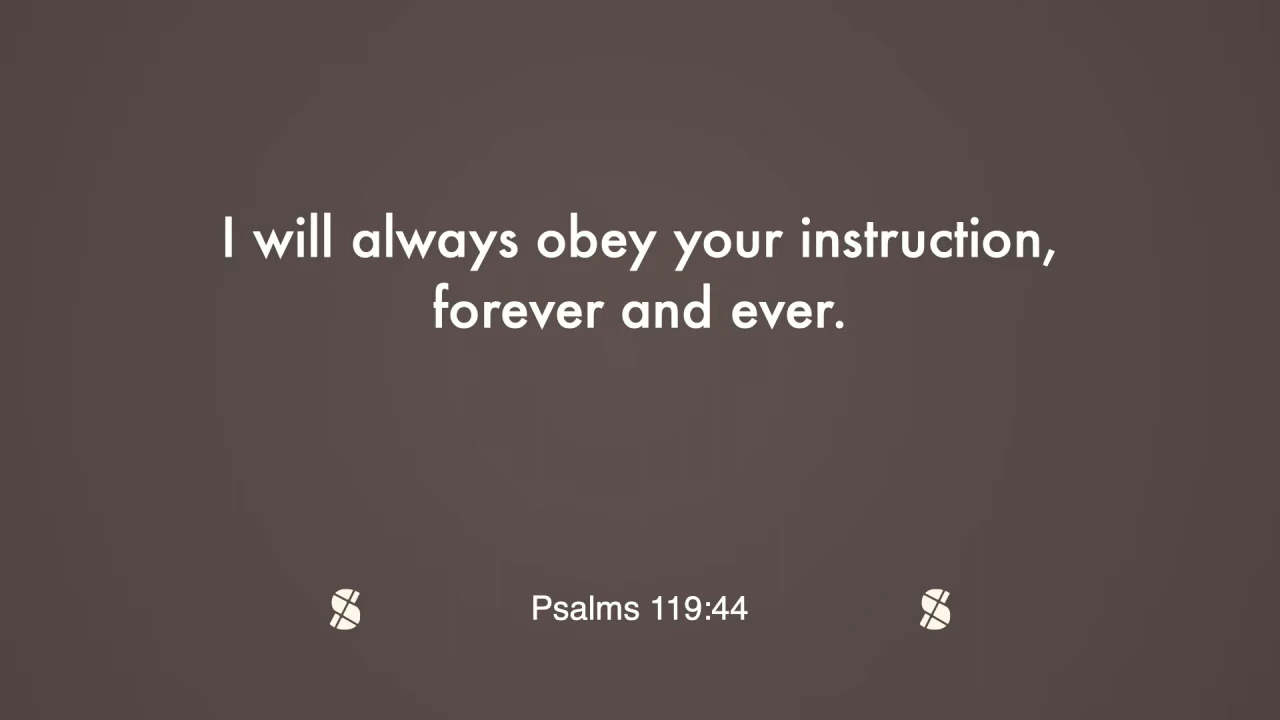 I will always obey your instruction,
forever and ever.
Psalms 119:44